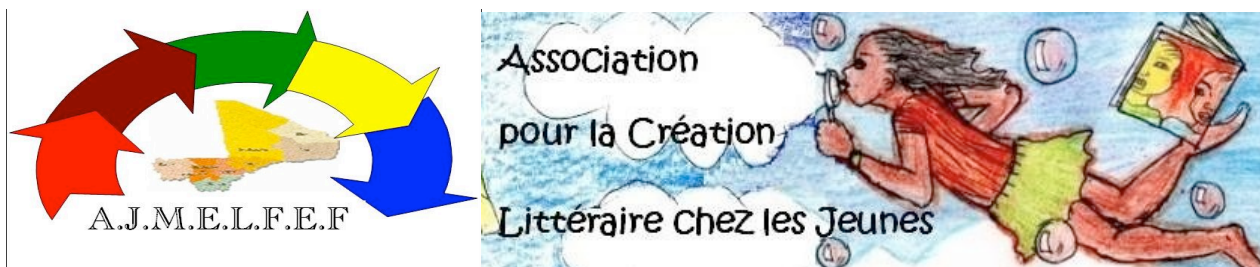 A.J.M.E.L.F.E.F
Association
pour la Création
Littéraire chez les Jeunes